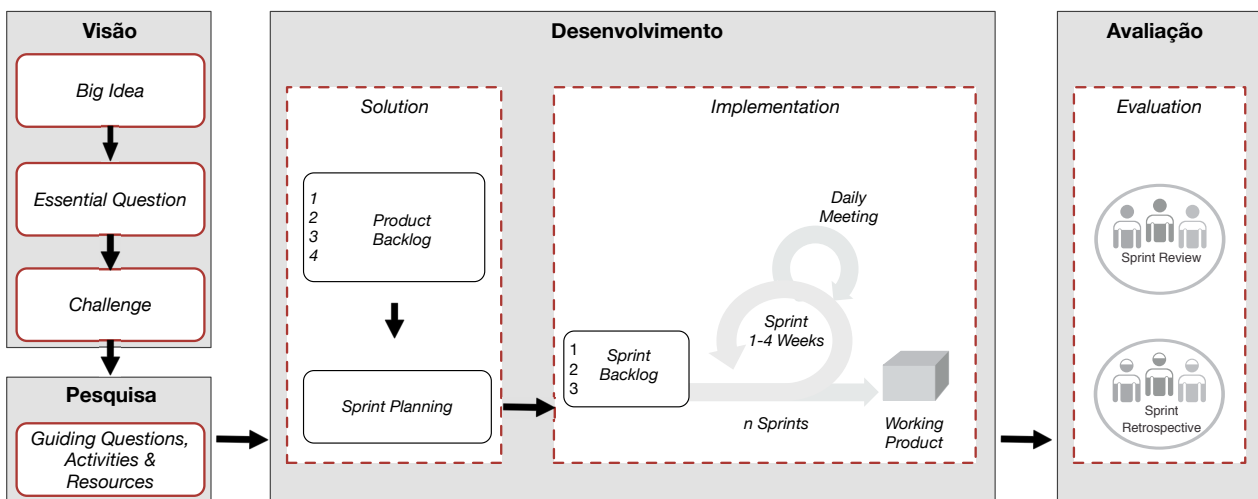 Visão
Big Idea
Essential Question
Challenge
Pesquisa
Guiding Questions,
Activities &
Resources
Desenvolvimento
Solution
1
2
3
4
Product
Backlog
Sprint Planning
Implementation
Daily
Meeting
Sprint
1-4 Weeks
1
2
3
Sprint
Backlog
n Sprints
Working
Product
Avaliação
Evaluation
Sprint Review
Sprint
Retrospective